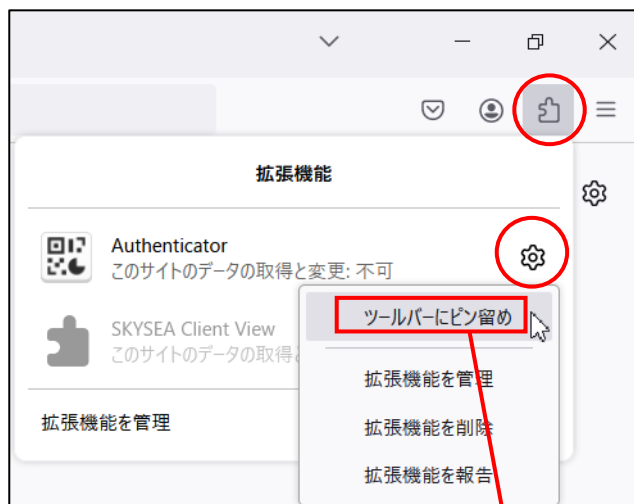 拡張機能
Authenticator
このサイトのデータの取得と変更: 不可
ツールバーにピン留め
SKYSEA Client View
このサイトのデータの取得
拡張機能を管理
拡張機能を管理
拡張機能を削除
拡張機能を報告